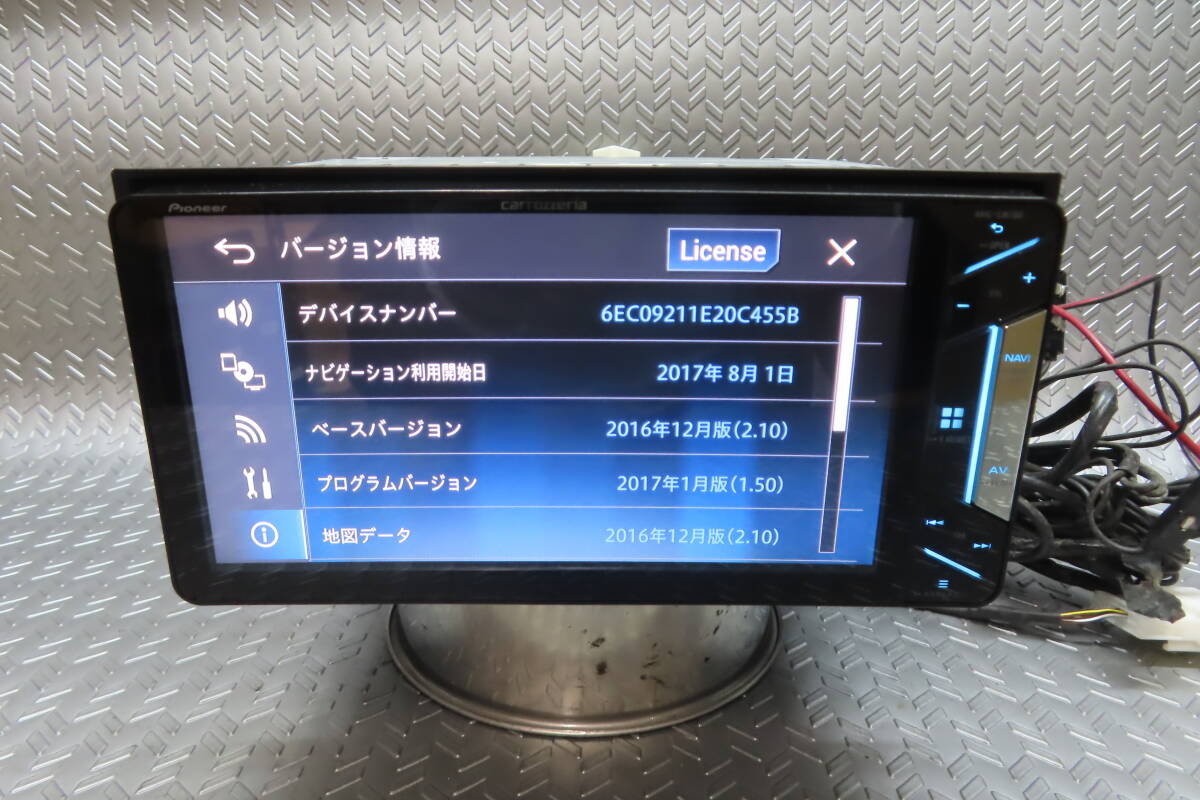 Pioneer
carrozzeria
バージョン情報
License
デバイスナンバー 6EC09211E20C455B
ナビゲーション利用開始日 2017年 8月 1日
ベースバージョン 2016年12月版(2.10)
プログラムバージョン 2017年1月版(1.50)
地図データ 2016年12月版(2.10)
OPEN
NAVI
AV